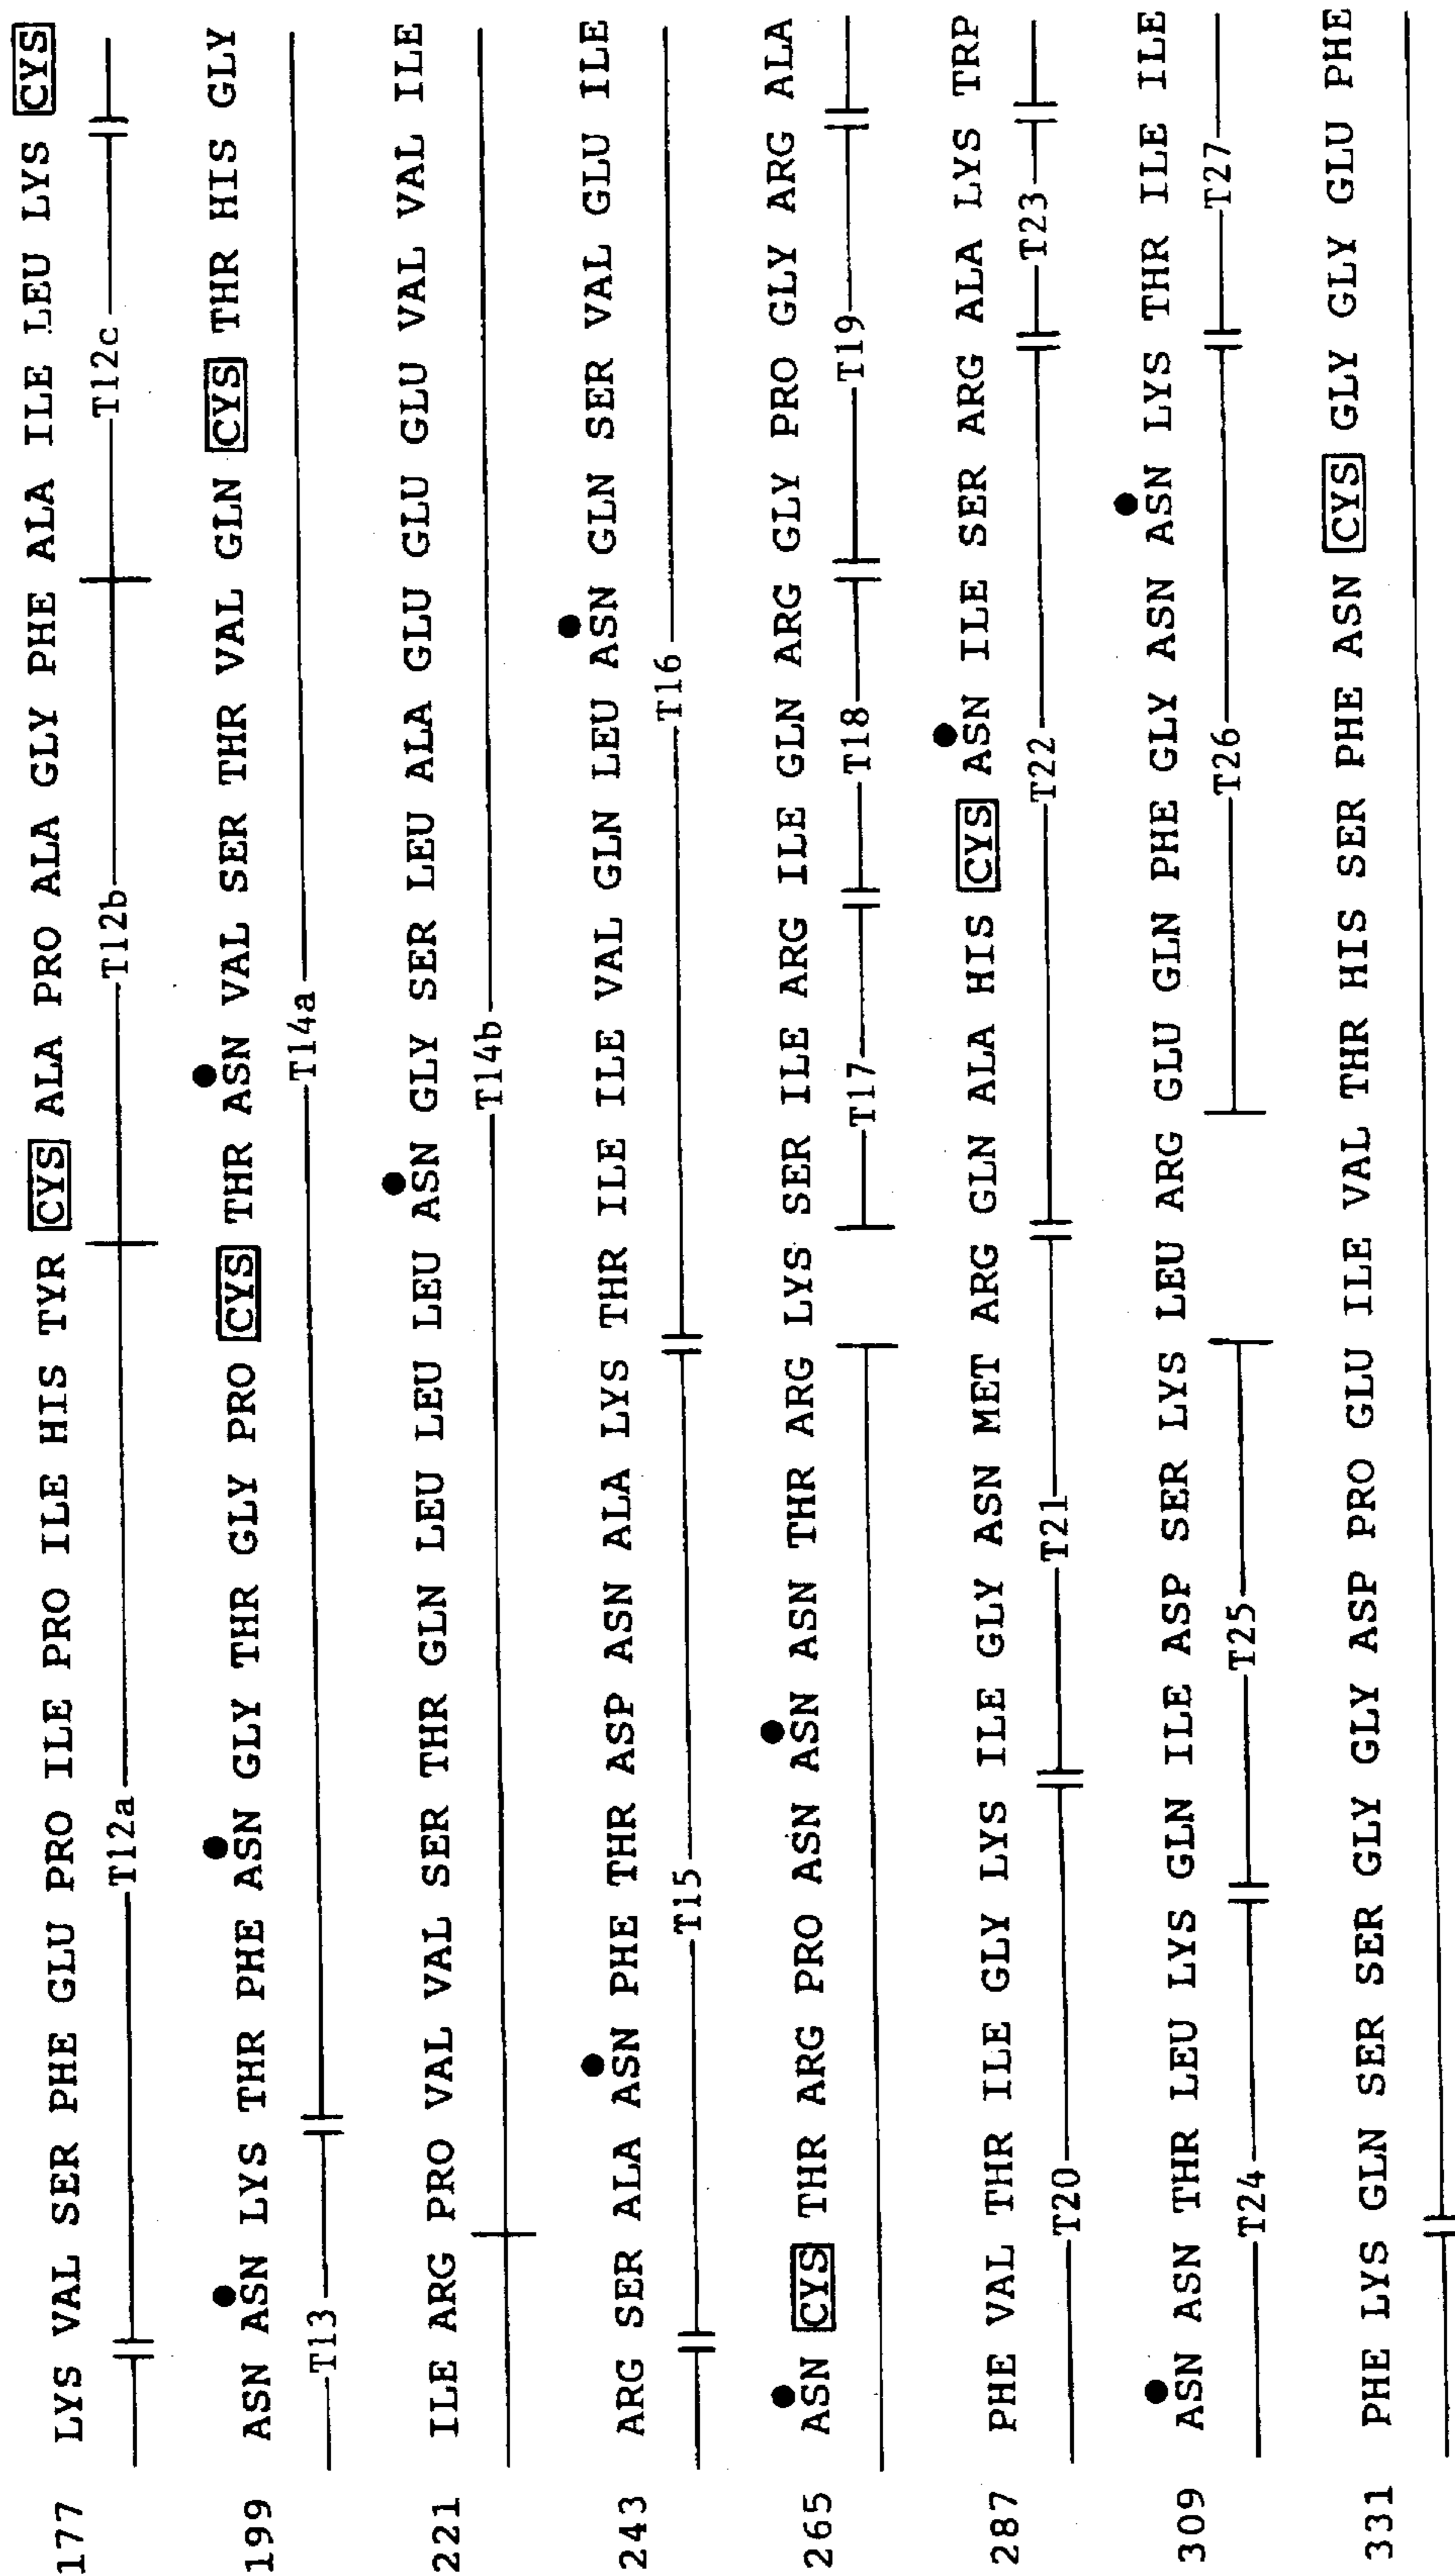 177 LYS VAL SER PHE GLU PRO ILE PRO ILE PRO ILE HIS TYR CYS ALA PRO ALA GLY PHE ALA ILE LEU LYS CYS
T12a T12b T12c
199 ASN ASN LYS THR PHE ASN GLY THR GLY PRO CYS THR ASN VAL SER THR VAL GLN CYS THR HIS GLY
T13 T14a
221 ILE ARG PRO VAL VAL SER THR GLN LEU LEU LEU ASN GLY SER LEU ALA GLU GLU GLU VAL VAL ILE
T14b
243 ARG SER ALA ASN PHE THR ASP ASN ALA LYS THR ILE ILE VAL GLN LEU ASN GLN SER VAL GLU ILE
T15 T16
265 ASN CYS THR ARG PRO ASN ASN ASN THR ARG LYS SER ILE ARG ILE GLN ARG GLY PRO GLY ARG ALA
T17 T18 T19
287 PHE VAL THR ILE GLY LYS ILE GLY ASN MET ARG GLN ALA HIS CYS ASN ILE SER ARG ALA LYS TRP
T20 T21 T22 T23
309 ASN ASN THR LEU LYS GLN ILE ASP SER LYS LEU ARG GLU GLN PHE GLY ASN ASN LYS THR ILE ILE
T24 T25 T26 T27
331 PHE LYS GLN SER SER GLY GLY ASP PRO GLU ILE VAL THR HIS SER PHE ASN CYS GLY GLY GLU PHE